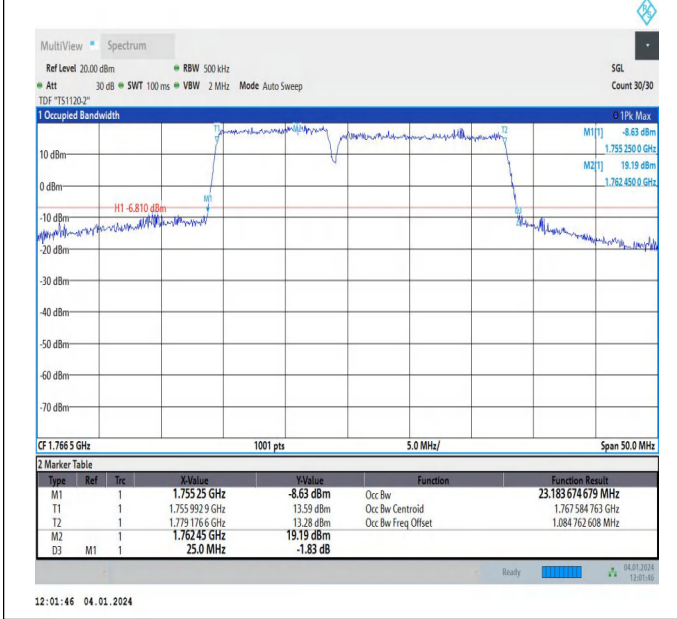 R&S
MultiView Spectrum
Ref Level 20.00 dBm RBW 500 kHz SGL
Att 30 dB SWT 100 ms VBW 2 MHz Mode Auto Sweep Count 30/30
TDF "TS1120-2"
1 Occupied Bandwidth 1Pk Max
M1[1] -8.63 dBm
1.755 250 0 GHz
M2[1] 19.19 dBm
1.762 450 0 GHz
T1
M2
T2
10 dBm
0 dBm
M1
H1 -6.810 dBm
D3
-10 dBm
-20 dBm
-30 dBm
-40 dBm
-50 dBm
-60 dBm
-70 dBm
CF 1.766 5 GHz 1001 pts 5.0 MHz/ Span 50.0 MHz
2 Marker Table
Type Ref Trc X-Value Y-Value Function Function Result
M1 1 1.755 25 GHz -8.63 dBm Occ Bw 23.183 674 679 MHz
T1 1 1.755 992 9 GHz 13.59 dBm Occ Bw Centroid 1.767 584 763 GHz
T2 1 1.779 176 6 GHz 13.28 dBm Occ Bw Freq Offset 1.084 762 608 MHz
M2 1 1.762 45 GHz 19.19 dBm
D3 M1 1 25.0 MHz -1.83 dB
Ready 04.01.2024
12:01:46
12:01:46 04.01.2024